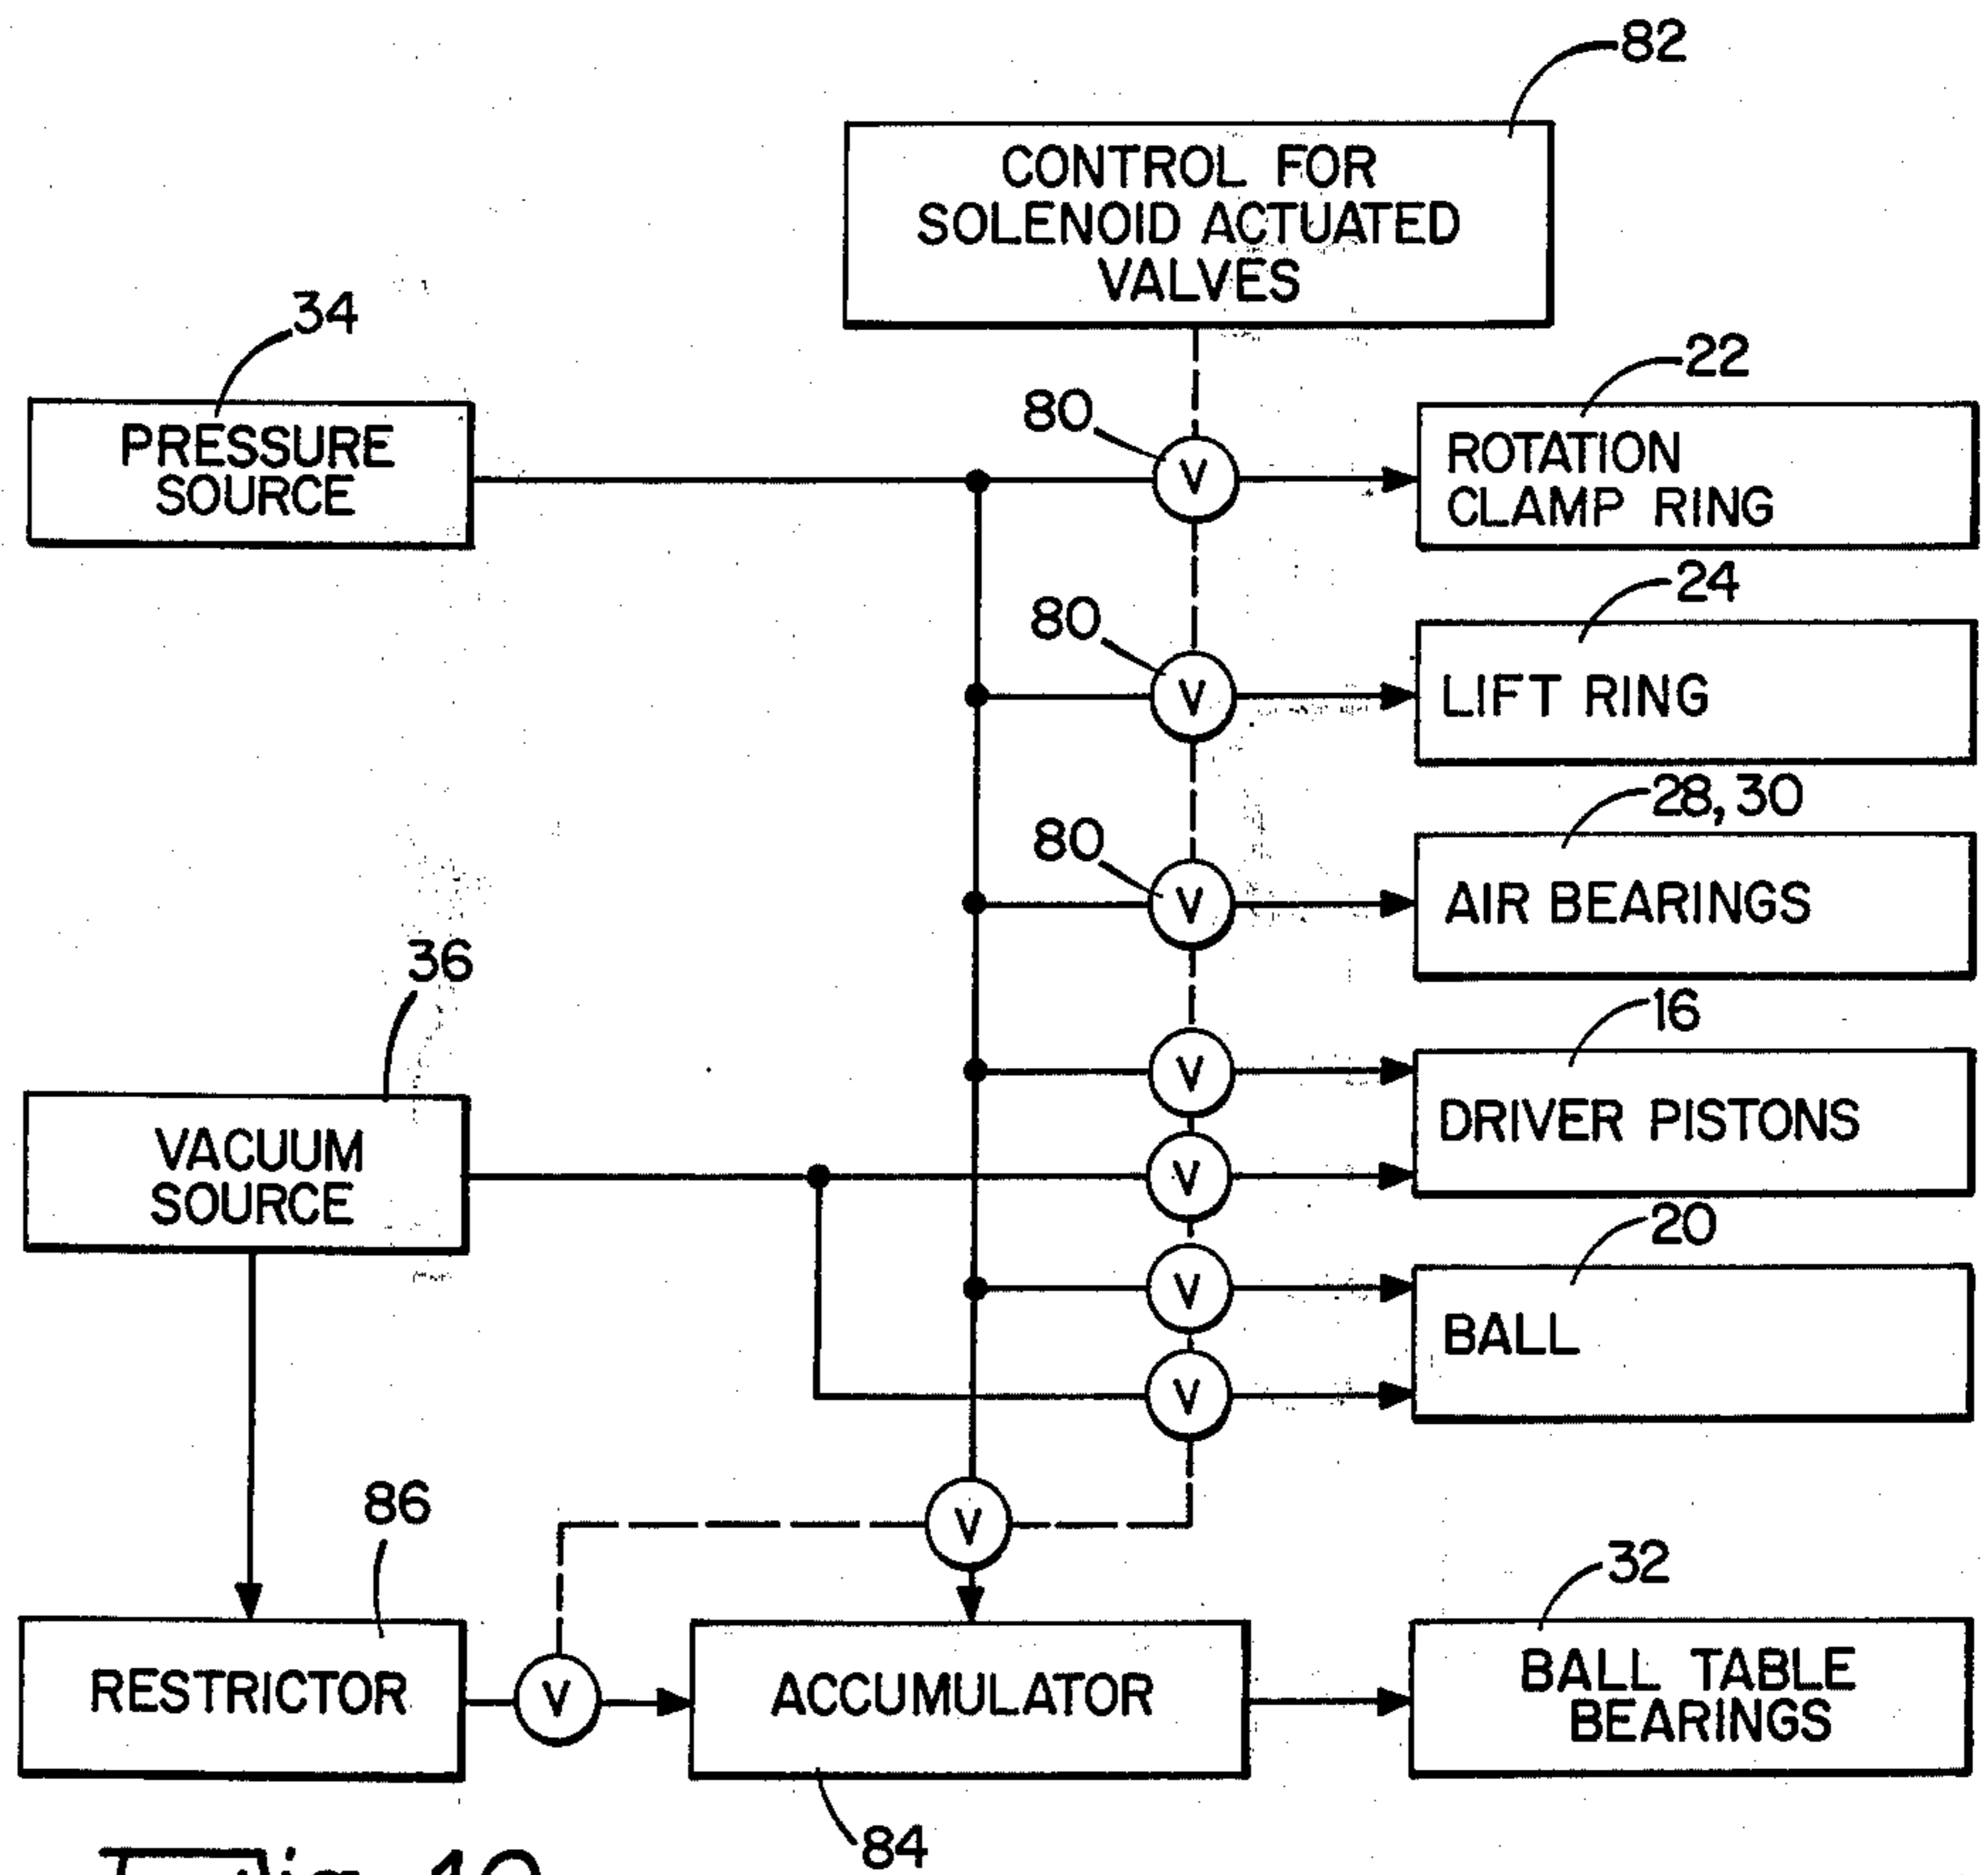 82
CONTROL FOR
SOLENOID ACTUATED
VALVES
34
PRESSURE
SOURCE
80
V
22
ROTATION
CLAMP RING
80
V
24
LIFT RING
80
V
28, 30
AIR BEARINGS
36
VACUUM
SOURCE
V
V
16
DRIVER PISTONS
V
V
20
BALL
V
86
RESTRICTOR
V
ACCUMULATOR
84
32
BALL TABLE
BEARINGS